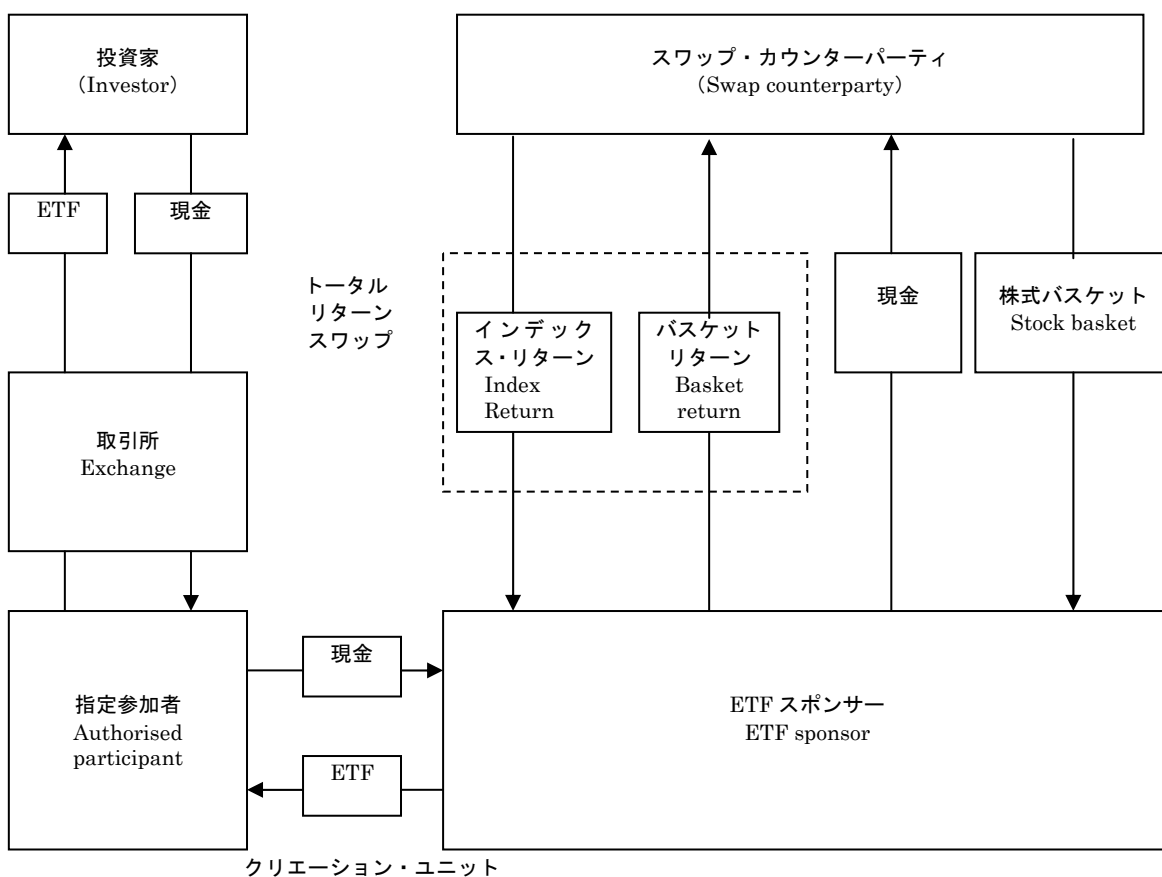 投資家
（Investor）
スワップ・カウンターパーティ
（Swap counterparty）
ETF
現金
トータル
リターン
スワップ
インデック
ス・リターン
Index
Return
バスケット
リターン
Basket
return
現金
株式バスケット
Stock basket
取引所
Exchange
指定参加者
Authorised
participant
現金
ETF
ETF スポンサー
ETF sponsor
クリエーション・ユニット